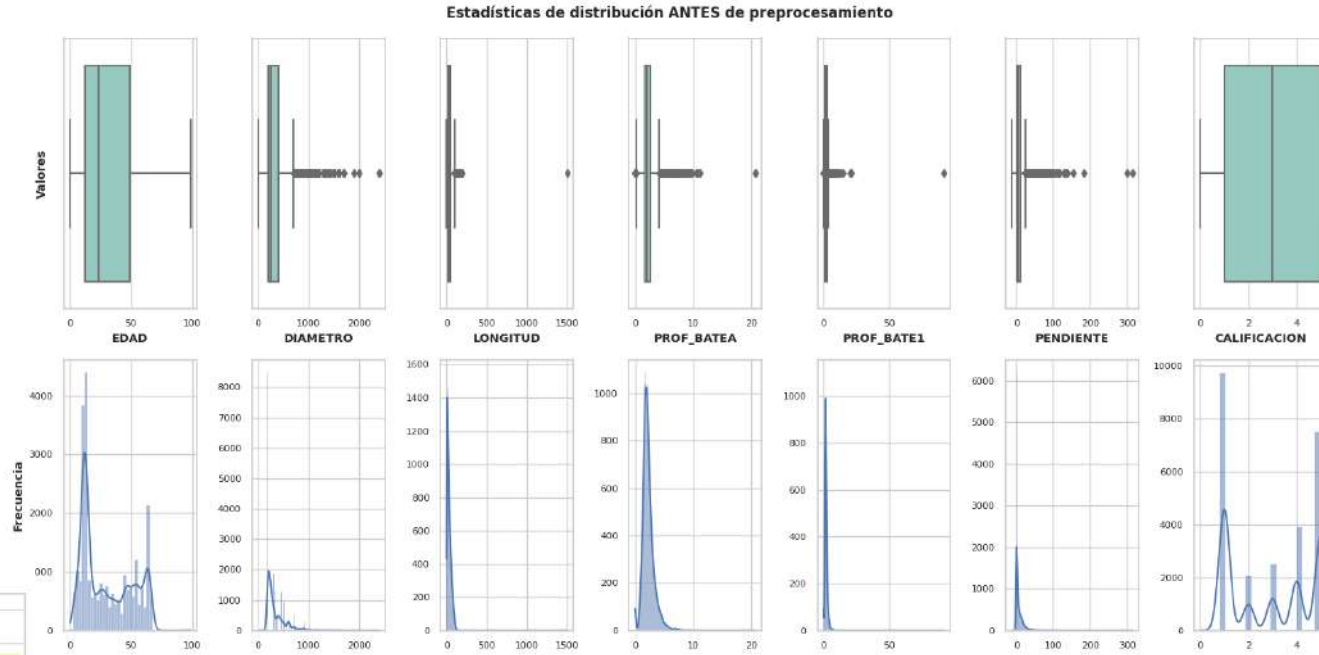 Estadísticas de distribución ANTES de preprocesamiento
Valores
0 50 100
0 1000 2000
0 500 1000 1500
0 10 20
0 50
0 100 200 300
0 2 4
EDAD
DIAMETRO
LONGITUD
PROF_BATEA
PROF_BATE1
PENDIENTE
CALIFICACION
Frecuencia
4000
3000
2000
000
0
0 50 100
8000
7000
6000
5000
4000
3000
2000
1000
0
0 1000 2000
1600
1400
1200
1000
800
600
400
200
0
0 500 1000 1500
1000
800
600
400
200
0
0 10 20
1000
800
600
400
200
0
0 50
6000
5000
4000
3000
2000
1000
0
0 100 200 300
10000
8000
6000
4000
2000
0
0 2 4